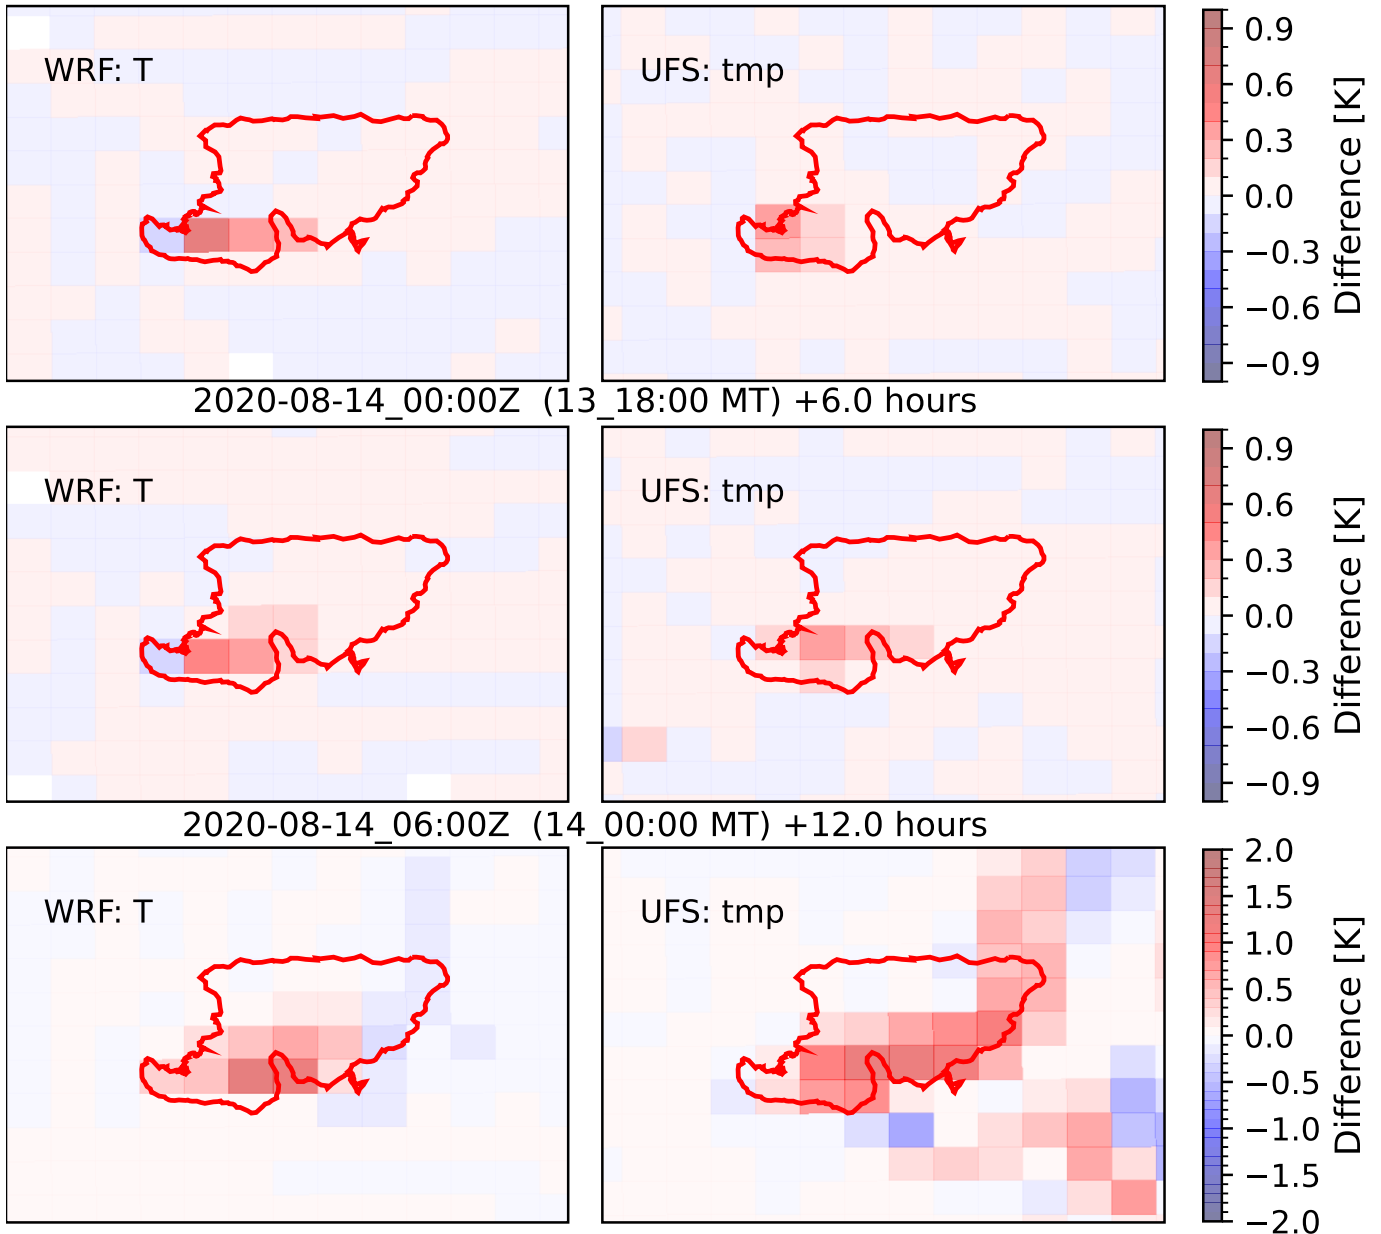 WRF: T
UFS: tmp
0.9
0.6
0.3
0.0
−0.3
−0.6
−0.9
Difference [K]
2020-08-14_00:00Z (13_18:00 MT) +6.0 hours
WRF: T
UFS: tmp
0.9
0.6
0.3
0.0
−0.3
−0.6
−0.9
Difference [K]
2020-08-14_06:00Z (14_00:00 MT) +12.0 hours
WRF: T
UFS: tmp
2.0
1.5
1.0
0.5
0.0
−0.5
−1.0
−1.5
−2.0
Difference [K]